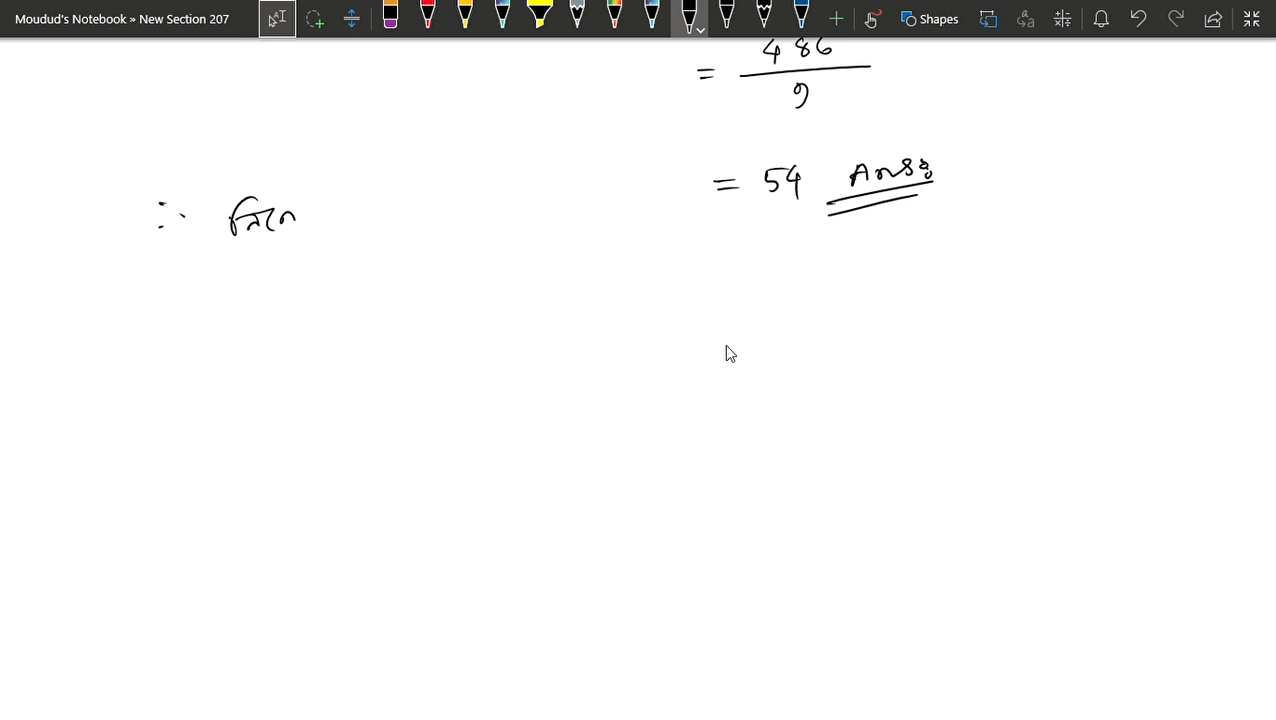 Moudud's Notebook » New Section 207
Shapes
= 486
9
= 54 Ans:
∴ নির্ণে